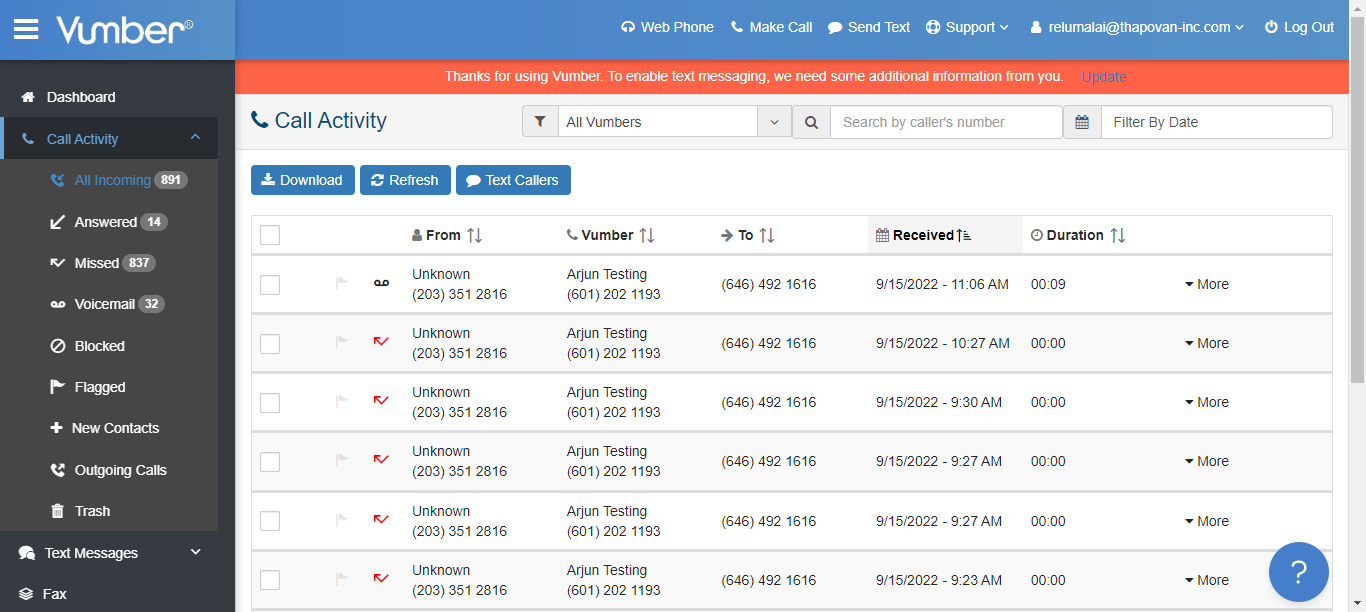 Vumber®
Web Phone Make Call Send Text Support relumalai@thapovan-inc.com Log Out
Thanks for using Vumber. To enable text messaging, we need some additional information from you. Update
Dashboard
Call Activity
All Incoming 891
Answered 14
Missed 837
Voicemail 32
Blocked
Flagged
New Contacts
Outgoing Calls
Trash
Text Messages
Fax
Call Activity
All Vumbers
Search by caller's number
Filter By Date
Download Refresh Text Callers
From Vumber To Received Duration
Unknown Arjun Testing
(203) 351 2816 (601) 202 1193 (646) 492 1616 9/15/2022 - 11:06 AM 00:09 More
Unknown Arjun Testing
(203) 351 2816 (601) 202 1193 (646) 492 1616 9/15/2022 - 10:27 AM 00:00 More
Unknown Arjun Testing
(203) 351 2816 (601) 202 1193 (646) 492 1616 9/15/2022 - 9:30 AM 00:00 More
Unknown Arjun Testing
(203) 351 2816 (601) 202 1193 (646) 492 1616 9/15/2022 - 9:27 AM 00:00 More
Unknown Arjun Testing
(203) 351 2816 (601) 202 1193 (646) 492 1616 9/15/2022 - 9:27 AM 00:00 More
Unknown Arjun Testing
(203) 351 2816 (601) 202 1193 (646) 492 1616 9/15/2022 - 9:23 AM 00:00 More
?